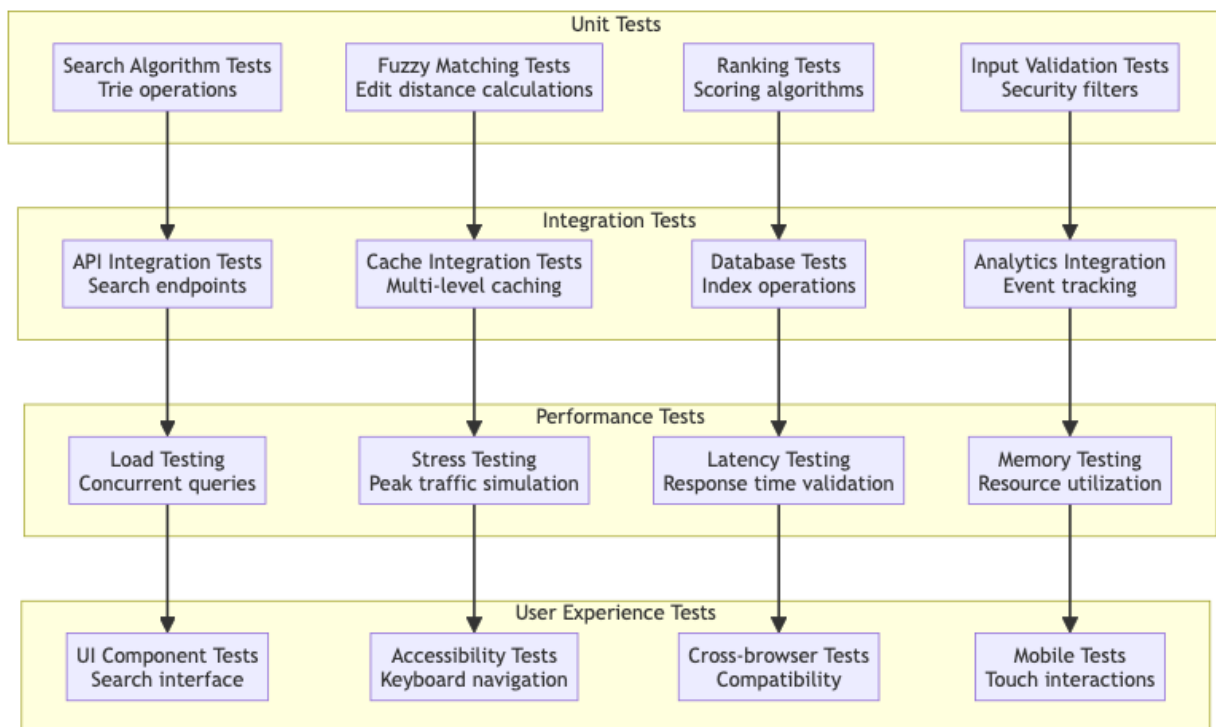 Unit Tests
Search Algorithm Tests
Trie operations
Fuzzy Matching Tests
Edit distance calculations
Ranking Tests
Scoring algorithms
Input Validation Tests
Security filters
Integration Tests
API Integration Tests
Search endpoints
Cache Integration Tests
Multi-level caching
Database Tests
Index operations
Analytics Integration
Event tracking
Performance Tests
Load Testing
Concurrent queries
Stress Testing
Peak traffic simulation
Latency Testing
Response time validation
Memory Testing
Resource utilization
User Experience Tests
UI Component Tests
Search interface
Accessibility Tests
Keyboard navigation
Cross-browser Tests
Compatibility
Mobile Tests
Touch interactions